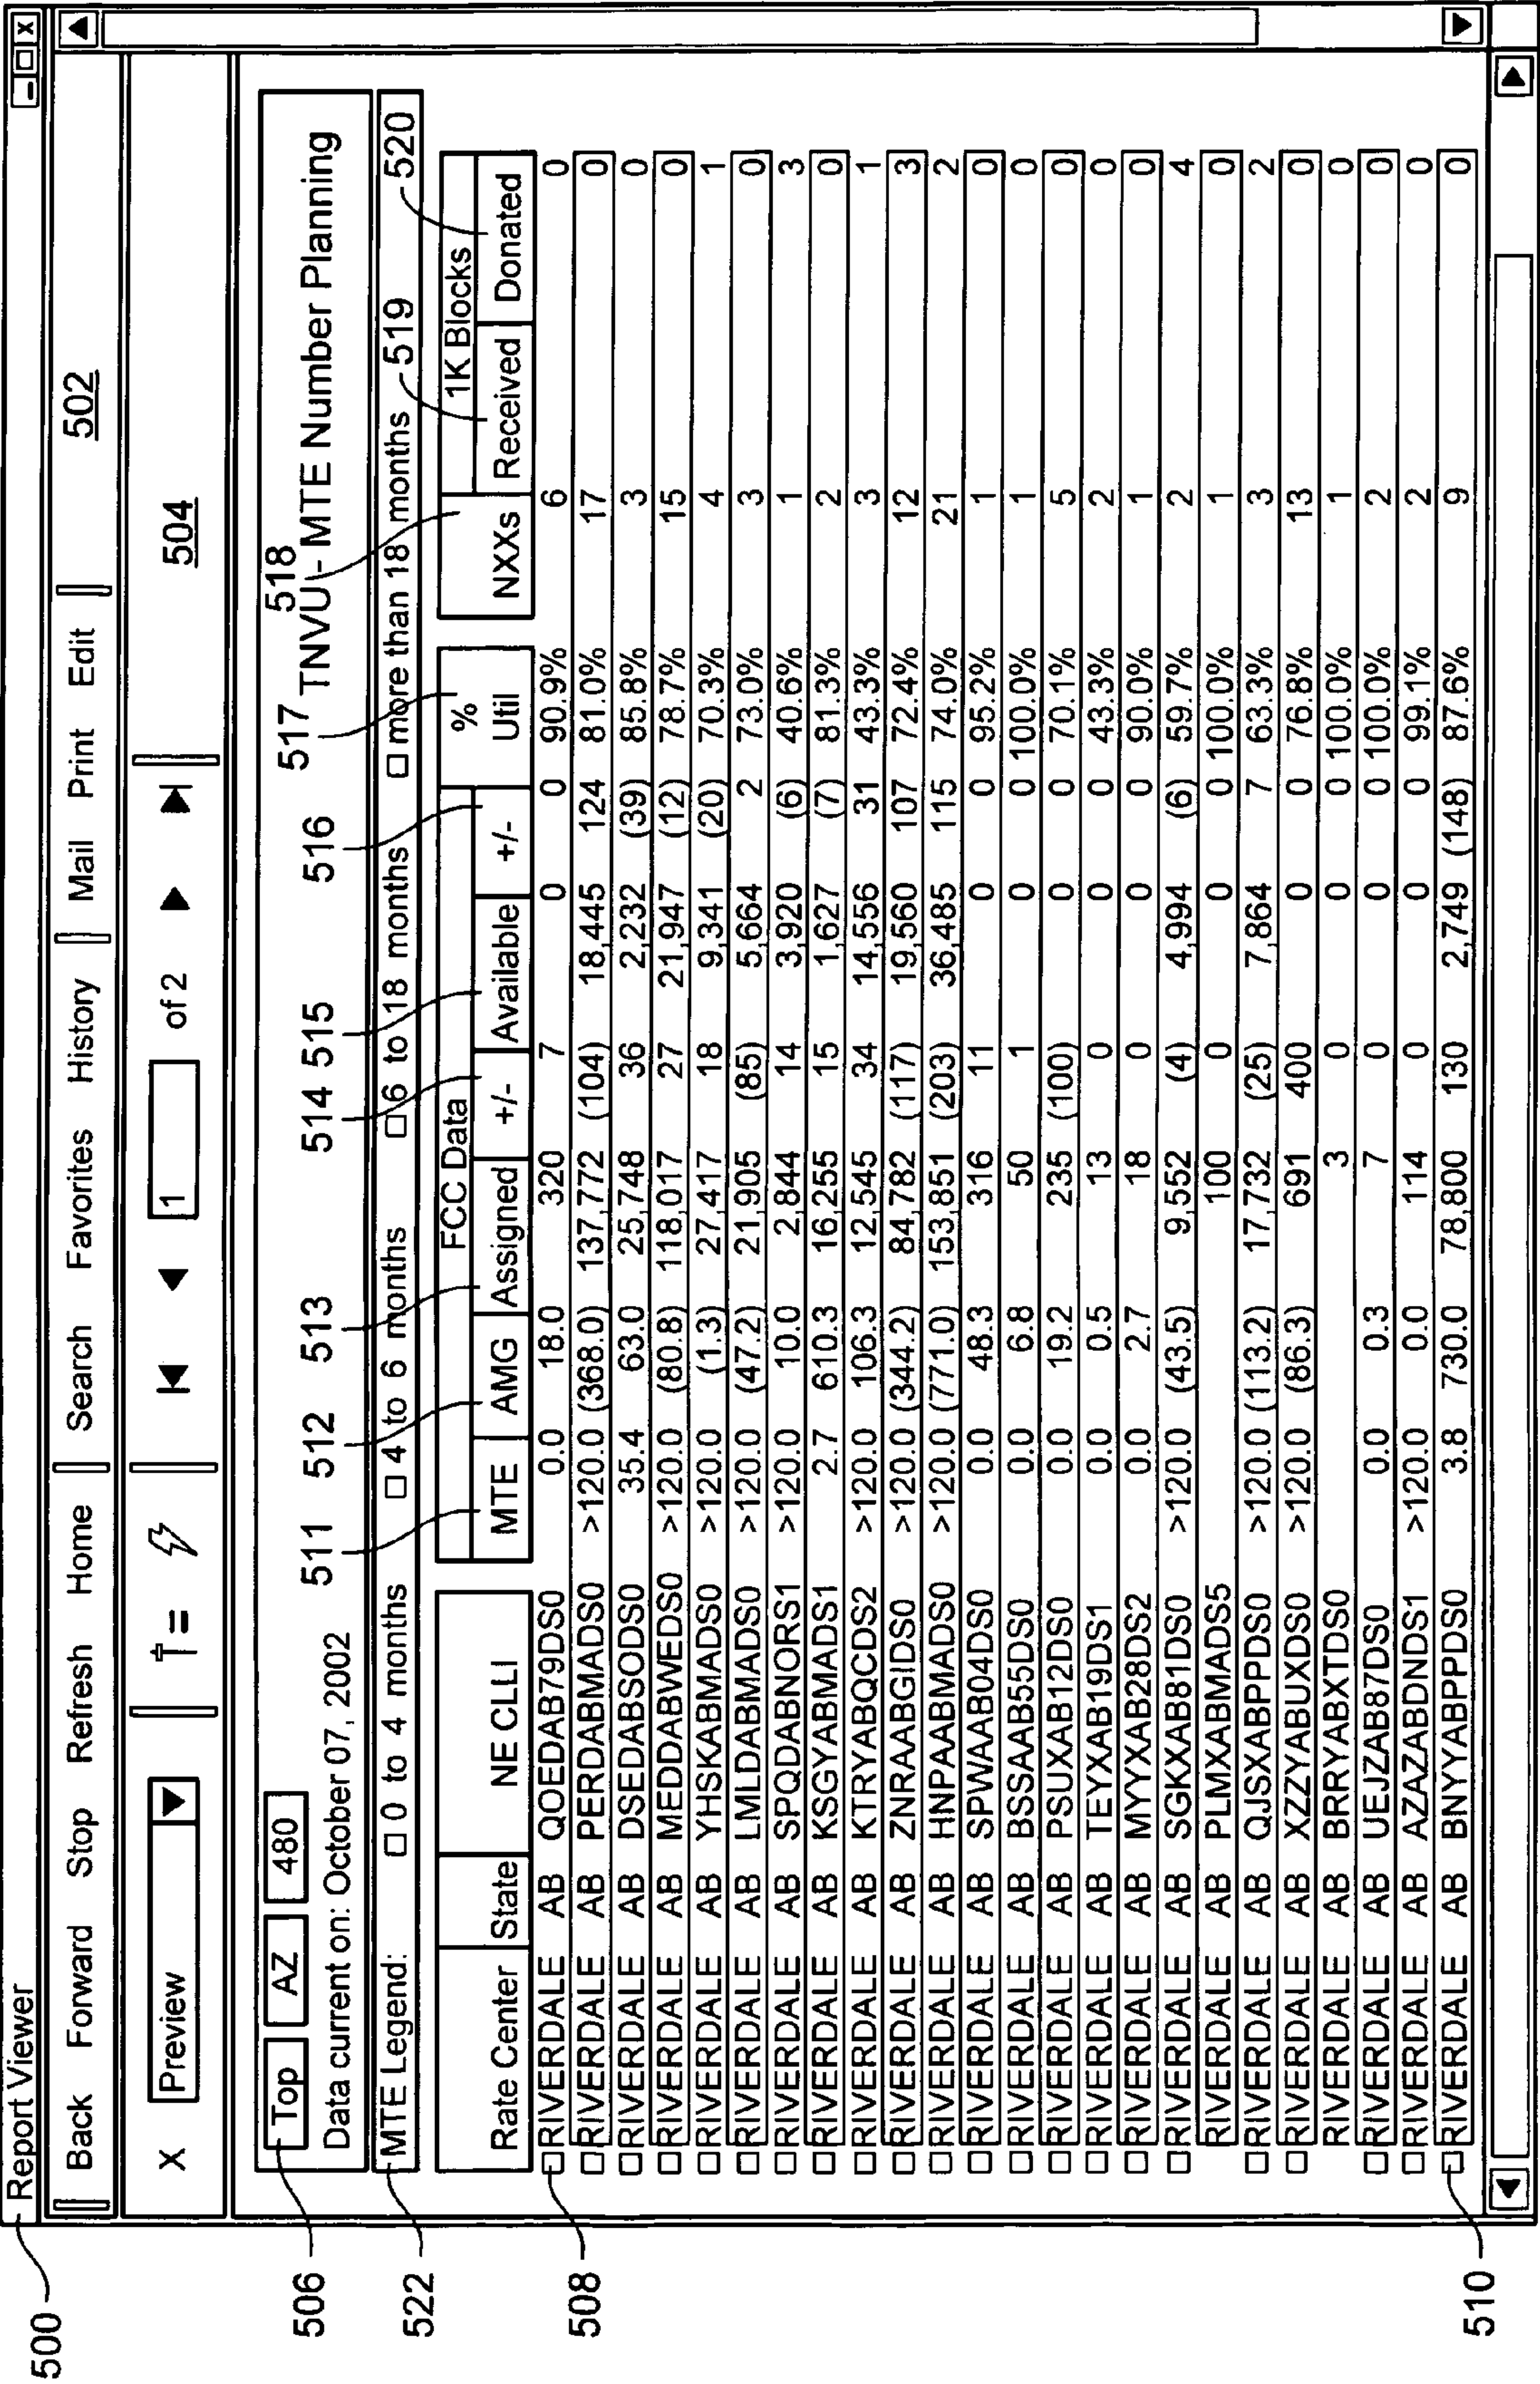 500 Report Viewer
Back Forward Stop Refresh Home Search Favorites History Mail Print Edit 502
X Preview 1 of 2 504
506 Top AZ 480
517 518 TNVU - MTE Number Planning
Data current on: October 07, 2002 511 512 513 514 515 516
522 MTE Legend: 0 to 4 months 4 to 6 months 6 to 18 months more than 18 months 519 520
FCC Data % 1K Blocks
Rate Center State NE CLLI MTE AMG Assigned +/- Available +/- Util NXXs Received Donated
508 RIVERDALE AB QOEDAB79DS0 0.0 18.0 320 7 0 0 90.9% 6 0
RIVERDALE AB PERDABMADS0 >120.0 (368.0) 137,772 (104) 18,445 124 81.0% 17 0
RIVERDALE AB DSEDABSODS0 35.4 63.0 25,748 36 2,232 (39) 85.8% 3 0
RIVERDALE AB MEDDABWEDS0 >120.0 (80.8) 118,017 27 21,947 (12) 78.7% 15 0
RIVERDALE AB YHSKABMADS0 >120.0 (1.3) 27,417 18 9,341 (20) 70.3% 4 1
RIVERDALE AB LMLDABMADS0 >120.0 (47.2) 21,905 (85) 5,664 2 73.0% 3 0
RIVERDALE AB SPQDABNORS1 >120.0 10.0 2,844 14 3,920 (6) 40.6% 1 3
RIVERDALE AB KSGYABMADS1 2.7 610.3 16,255 15 1,627 (7) 81.3% 2 0
RIVERDALE AB KTRYABQCDS2 >120.0 106.3 12,545 34 14,556 31 43.3% 3 1
RIVERDALE AB ZNRAABGIDS0 >120.0 (344.2) 84,782 (117) 19,560 107 72.4% 12 3
RIVERDALE AB HNPAABMADS0 >120.0 (771.0) 153,851 (203) 36,485 115 74.0% 21 2
RIVERDALE AB SPWAAB04DS0 0.0 48.3 316 11 0 0 95.2% 1 0
RIVERDALE AB BSSAAB55DS0 0.0 6.8 50 1 0 0 100.0% 1 0
RIVERDALE AB PSUXAB12DS0 0.0 19.2 235 (100) 0 0 70.1% 5 0
RIVERDALE AB TEYXAB19DS1 0.0 0.5 13 0 0 0 43.3% 2 0
RIVERDALE AB MYYXAB28DS2 0.0 2.7 18 0 0 0 90.0% 1 0
RIVERDALE AB SGKXAB81DS0 >120.0 (43.5) 9,552 (4) 4,994 (6) 59.7% 2 4
RIVERDALE AB PLMXABMADS5 100 0 0 0 100.0% 1 0
RIVERDALE AB QJSXABPPDS0 >120.0 (113.2) 17,732 (25) 7,864 7 63.3% 3 2
RIVERDALE AB XZZYABUXDS0 >120.0 (86.3) 691 400 0 0 76.8% 13 0
RIVERDALE AB BRRYABXTDS0 3 0 0 0 100.0% 1 0
RIVERDALE AB UEJZAB87DS0 0.0 0.3 7 0 0 0 100.0% 2 0
RIVERDALE AB AZAZABDNDS1 >120.0 0.0 114 0 0 0 99.1% 2 0
510 RIVERDALE AB BNYYABPPDS0 3.8 730.0 78,800 130 2,749 (148) 87.6% 9 0